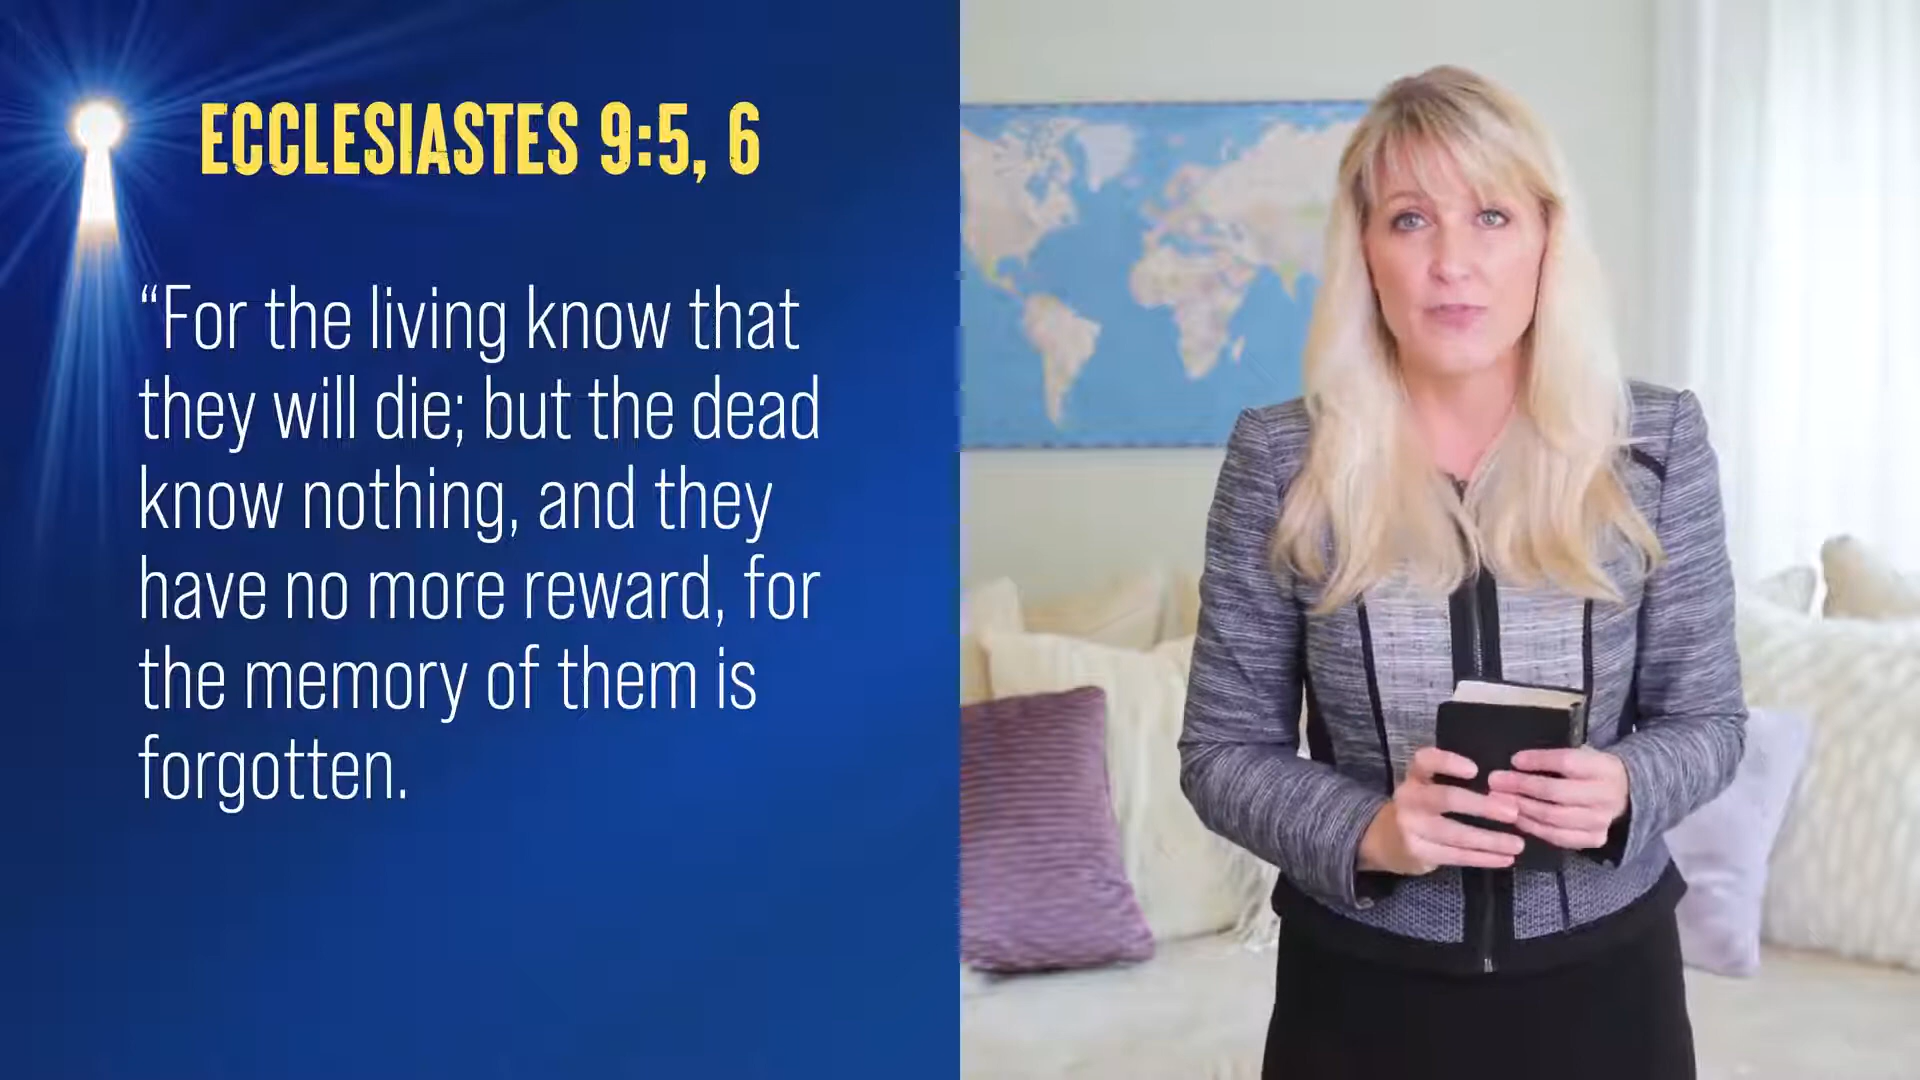 ECCLESIASTES 9:5, 6
“For the living know that
they will die; but the dead
know nothing, and they
have no more reward, for
the memory of them is
forgotten.